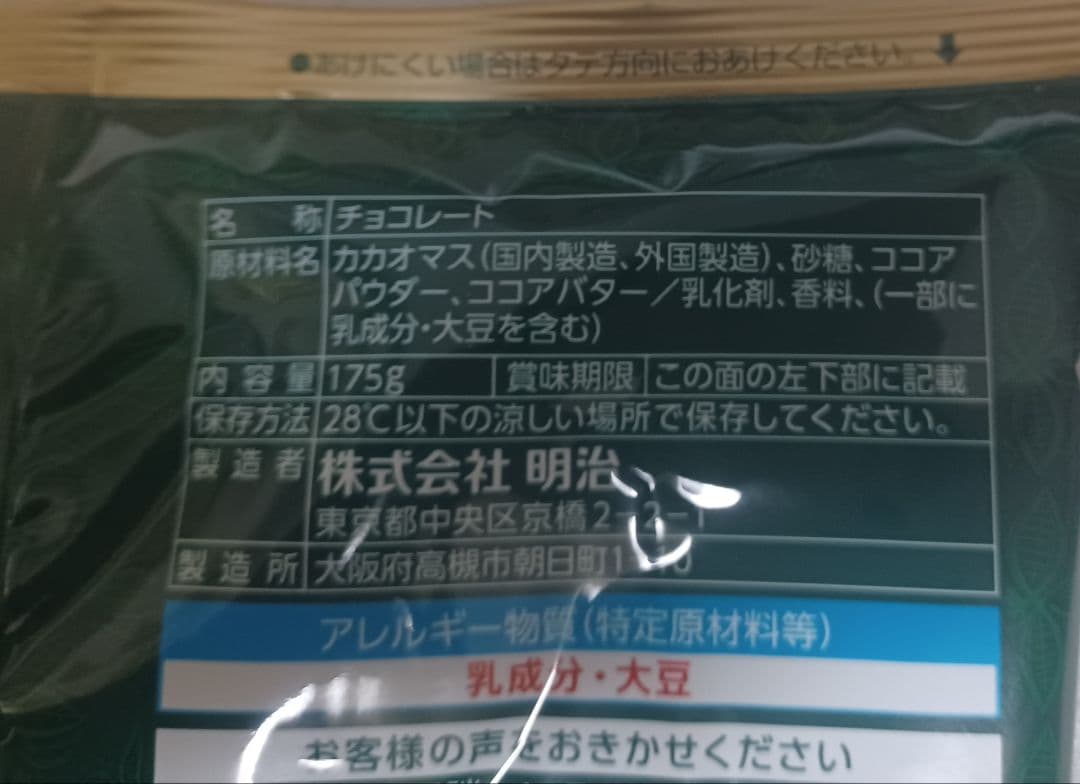 ●あけにくい場合はタテ方向におあけください。⬇
名称 チョコレート
原材料名 カカオマス(国内製造、外国製造)、砂糖、ココア
パウダー、ココアバター/乳化剤、香料、(一部に
乳成分・大豆を含む)
内容量 175g 賞味期限 この面の左下部に記載
保存方法 28℃以下の涼しい場所で保存してください。
製造者 株式会社 明治
東京都中央区京橋2-2-1
製造所 大阪府高槻市朝日町
アレルギー物質(特定原材料等)
乳成分・大豆
お客様の声をおきかせください